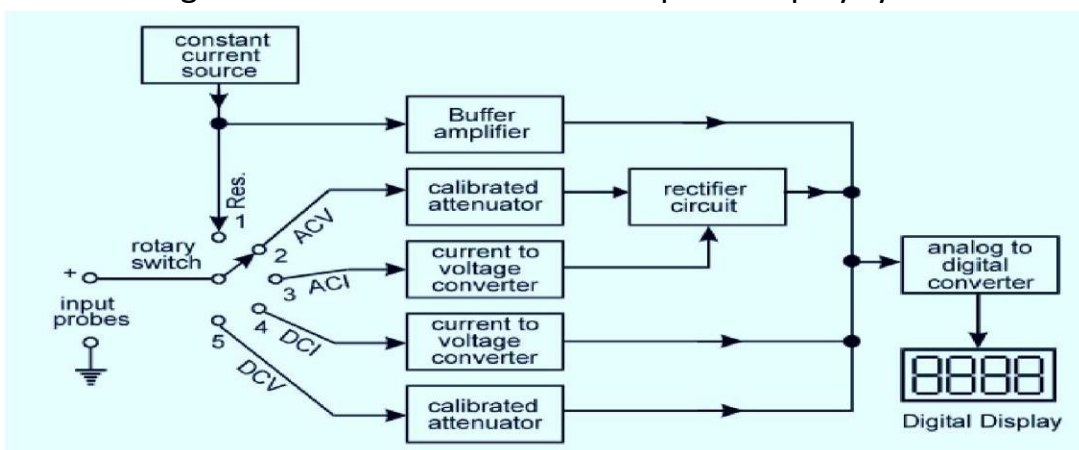 constant
current
source
Buffer
amplifier
calibrated
attenuator
rectifier
circuit
Res.
1
ACV
2
rotary
switch
+
input
probes
3 ACI
current to
voltage
converter
analog to
digital
converter
4
DCI
5
DCV
current to
voltage
converter
calibrated
attenuator
8888
Digital Display